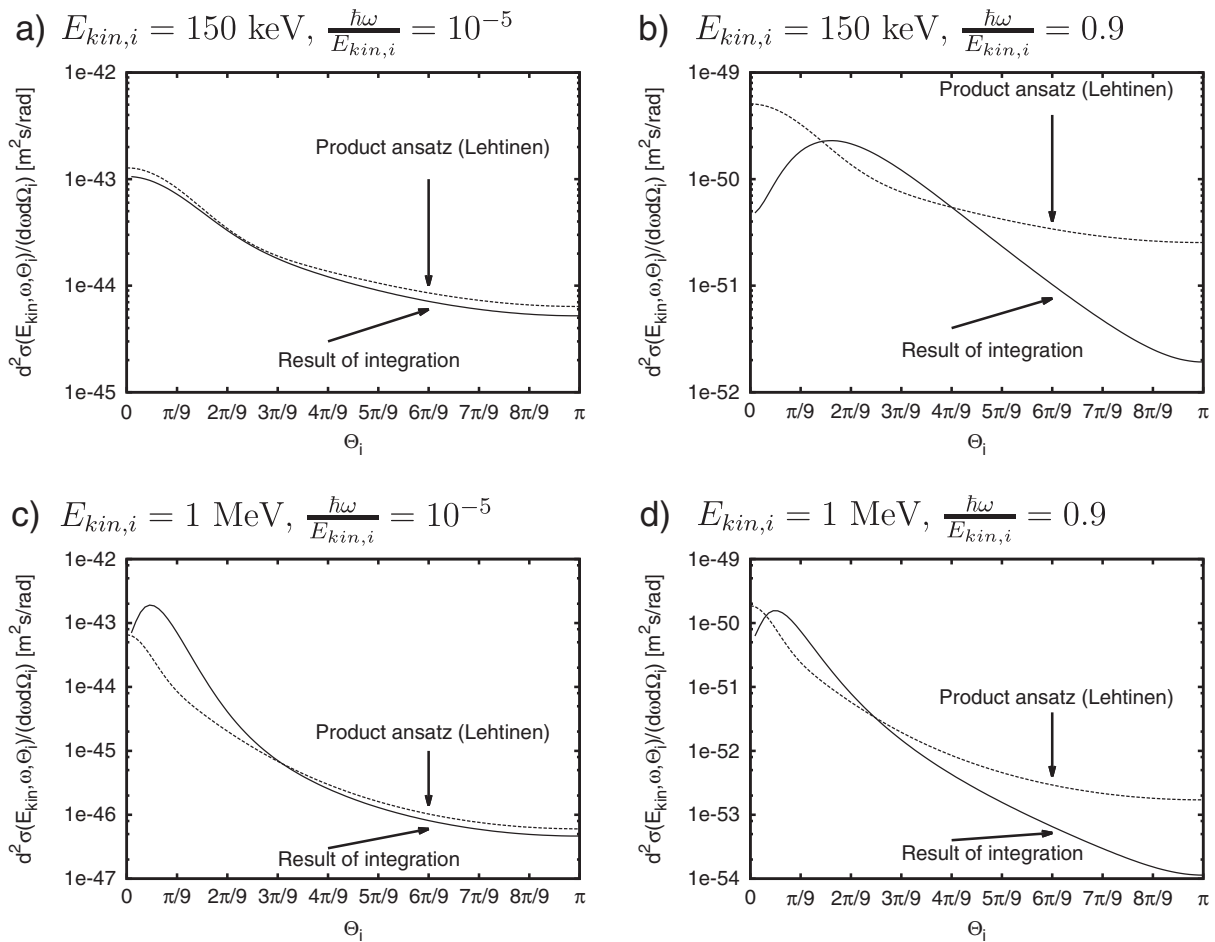 a) E_{kin,i} = 150 keV, ħω/E_{kin,i} = 10^{-5}
d²σ(E_{kin},ω,Θ_i)/(dωdΩ_i) [m²s/rad]
1e-42
1e-43
1e-44
1e-45
Product ansatz (Lehtinen)
Result of integration
0 π/9 2π/9 3π/9 4π/9 5π/9 6π/9 7π/9 8π/9 π
Θ_i
b) E_{kin,i} = 150 keV, ħω/E_{kin,i} = 0.9
d²σ(E_{kin},ω,Θ_i)/(dωdΩ_i) [m²s/rad]
1e-49
1e-50
1e-51
1e-52
Product ansatz (Lehtinen)
Result of integration
0 π/9 2π/9 3π/9 4π/9 5π/9 6π/9 7π/9 8π/9 π
Θ_i
c) E_{kin,i} = 1 MeV, ħω/E_{kin,i} = 10^{-5}
d²σ(E_{kin},ω,Θ_i)/(dωdΩ_i) [m²s/rad]
1e-42
1e-43
1e-44
1e-45
1e-46
1e-47
Product ansatz (Lehtinen)
Result of integration
0 π/9 2π/9 3π/9 4π/9 5π/9 6π/9 7π/9 8π/9 π
Θ_i
d) E_{kin,i} = 1 MeV, ħω/E_{kin,i} = 0.9
d²σ(E_{kin},ω,Θ_i)/(dωdΩ_i) [m²s/rad]
1e-49
1e-50
1e-51
1e-52
1e-53
1e-54
Product ansatz (Lehtinen)
Result of integration
0 π/9 2π/9 3π/9 4π/9 5π/9 6π/9 7π/9 8π/9 π
Θ_i